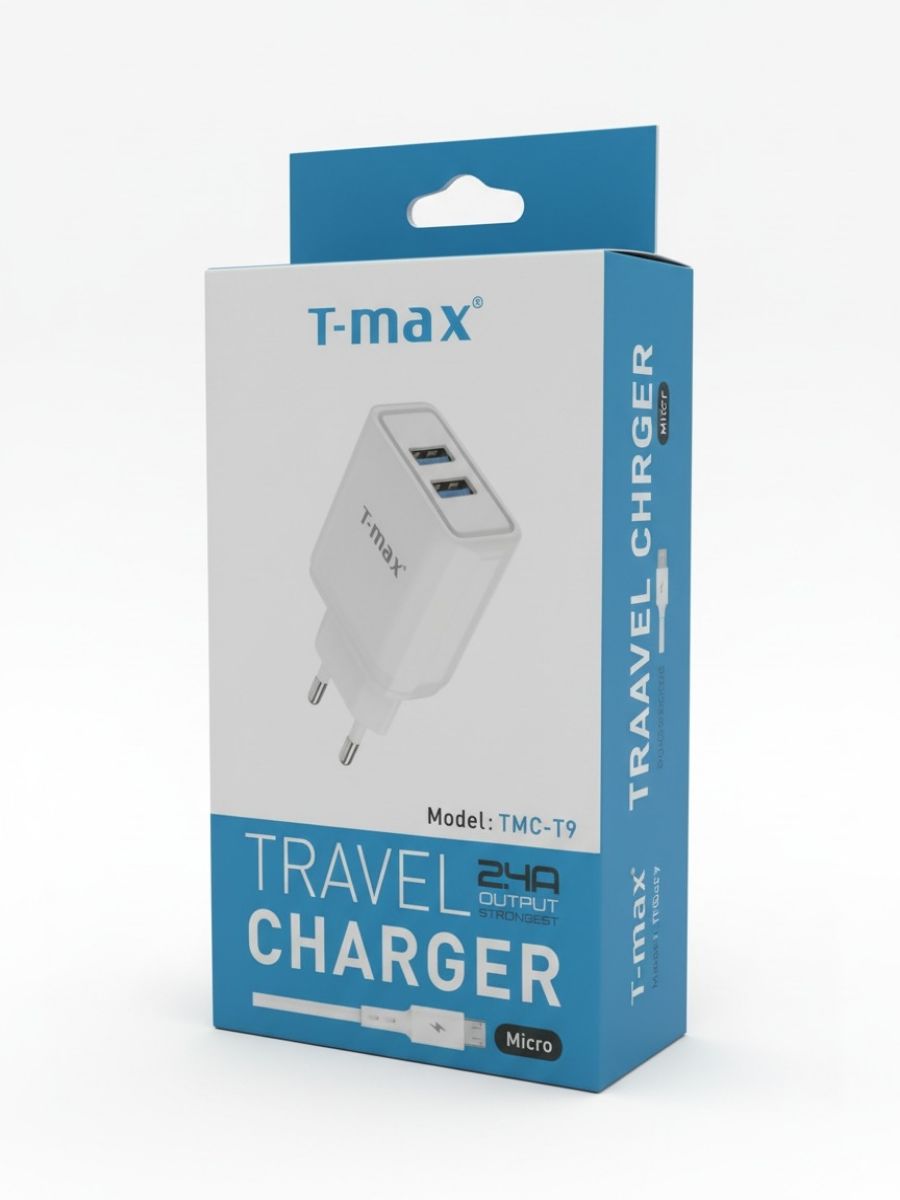 T-max®
T-max
Model: TMC-T9
TRAVEL
CHARGER
2.4A
OUTPUT
STRONGEST
Micro
TRAAVEL CHRGER
T-max